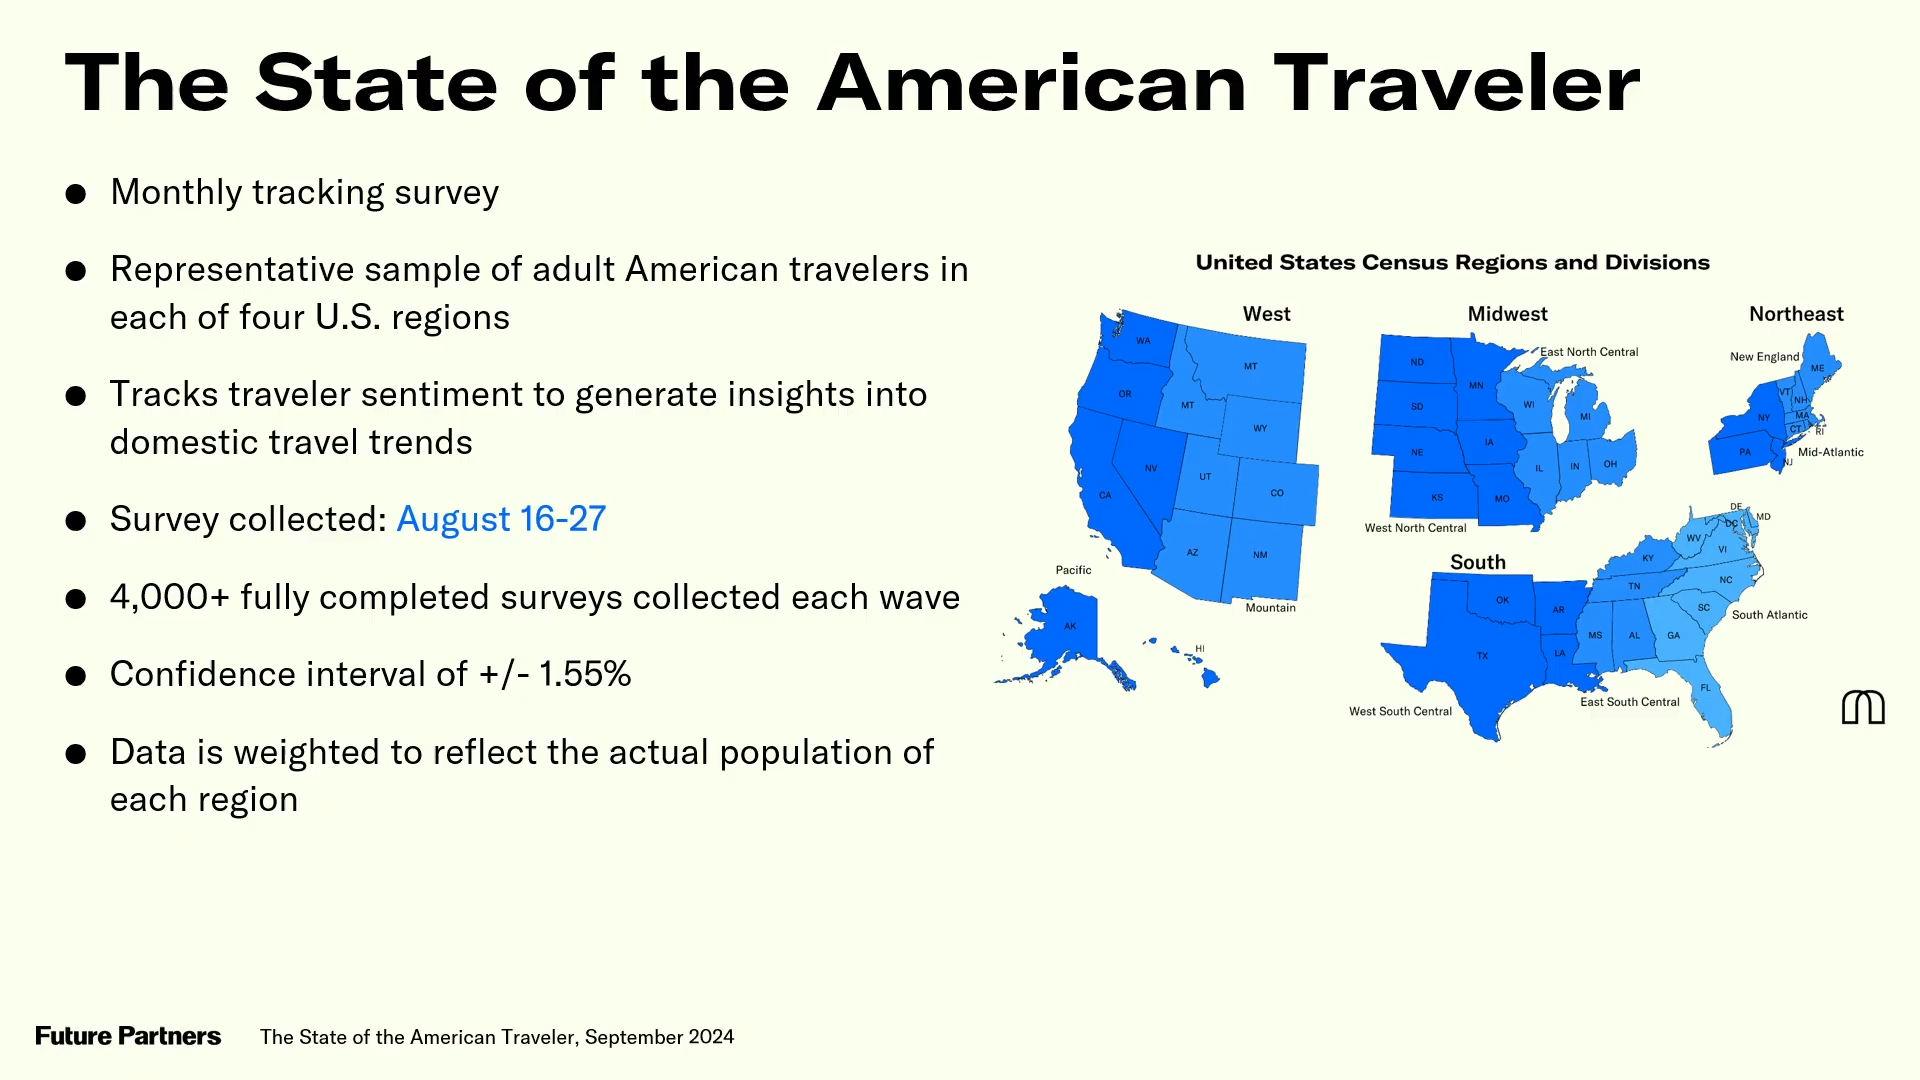 The State of the American Traveler
● Monthly tracking survey
● Representative sample of adult American travelers in
each of four U.S. regions
● Tracks traveler sentiment to generate insights into
domestic travel trends
● Survey collected: August 16-27
● 4,000+ fully completed surveys collected each wave
● Confidence interval of +/- 1.55%
● Data is weighted to reflect the actual population of
each region
United States Census Regions and Divisions
West
WA
MT
OR
MT
WY
NV
UT
CO
CA
AZ
NM
Pacific
Mountain
AK
HI
Midwest
East North Central
ND
MN
SD
WI
MI
IA
NE
IL
IN
OH
KS
MO
West North Central
Northeast
New England
ME
VT
NH
NY
MA
CT
RI
PA
NJ
Mid-Atlantic
South
DE
MD
DC
WV
VI
KY
TN
NC
OK
AR
SC
South Atlantic
MS
AL
GA
TX
LA
FL
East South Central
West South Central
Future Partners
The State of the American Traveler, September 2024